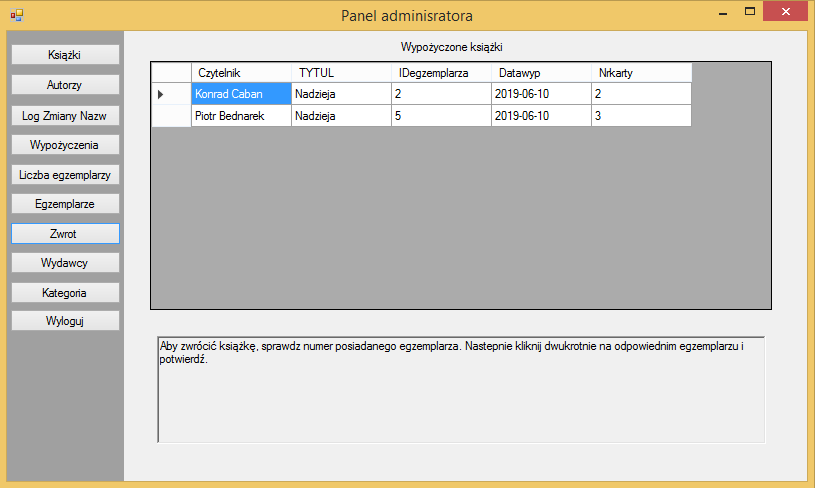 Panel adminisratora
Książki
Autorzy
Log Zmiany Nazw
Wypożyczenia
Liczba egzemplarzy
Egzemplarze
Zwrot
Wydawcy
Kategoria
Wyloguj
Wypożyczone książki
Czytelnik TYTUL IDegzemplarza Datawyp Nrkarty
Konrad Caban Nadzieja 2 2019-06-10 2
Piotr Bednarek Nadzieja 5 2019-06-10 3
Aby zwrócić książkę, sprawdz numer posiadanego egzemplarza. Nastepnie kliknij dwukrotnie na odpowiednim egzemplarzu i
potwierdź.